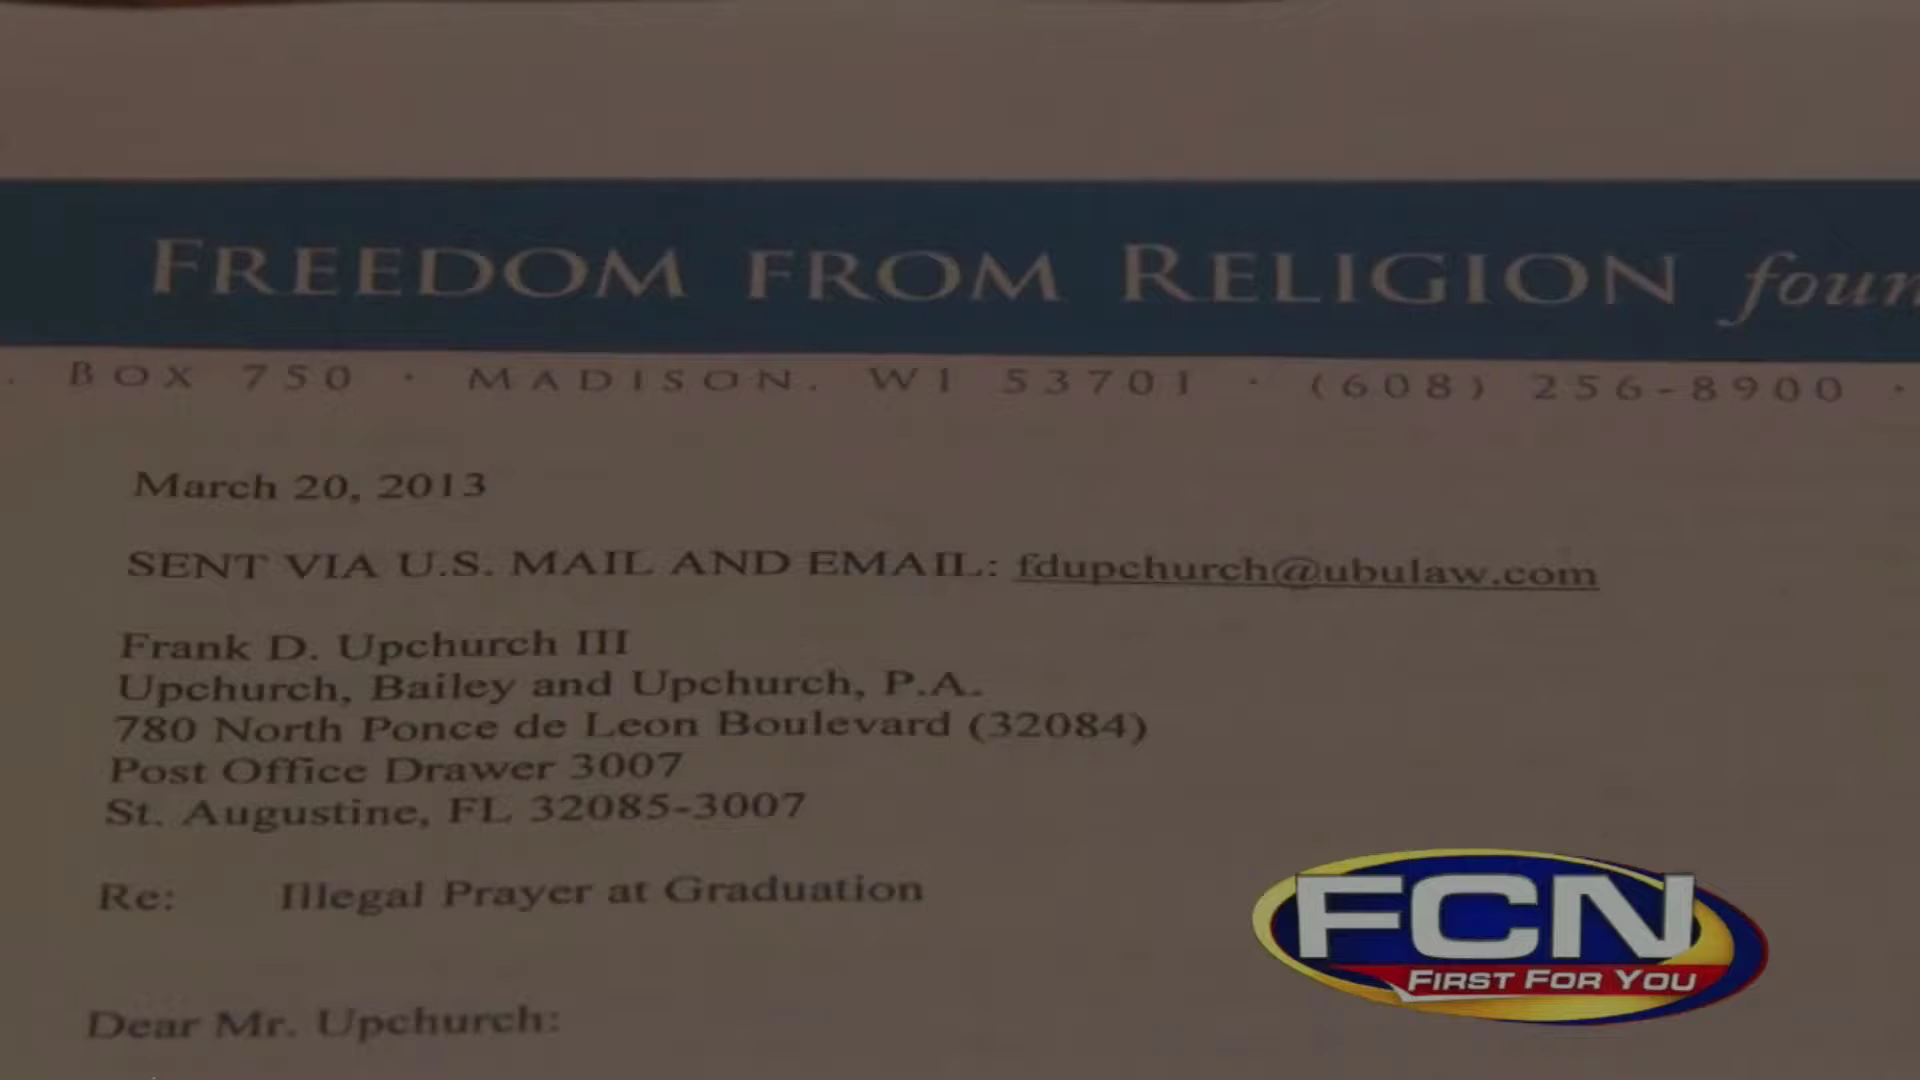 FREEDOM FROM RELIGION foun
. BOX 750 · MADISON, WI 53701 · (608) 256-8900 ·
March 20, 2013
SENT VIA U.S. MAIL AND EMAIL: fdupchurch@ubulaw.com
Frank D. Upchurch III
Upchurch, Bailey and Upchurch, P.A.
780 North Ponce de Leon Boulevard (32084)
Post Office Drawer 3007
St. Augustine, FL 32085-3007
Re: Illegal Prayer at Graduation
Dear Mr. Upchurch:
FCN
FIRST FOR YOU